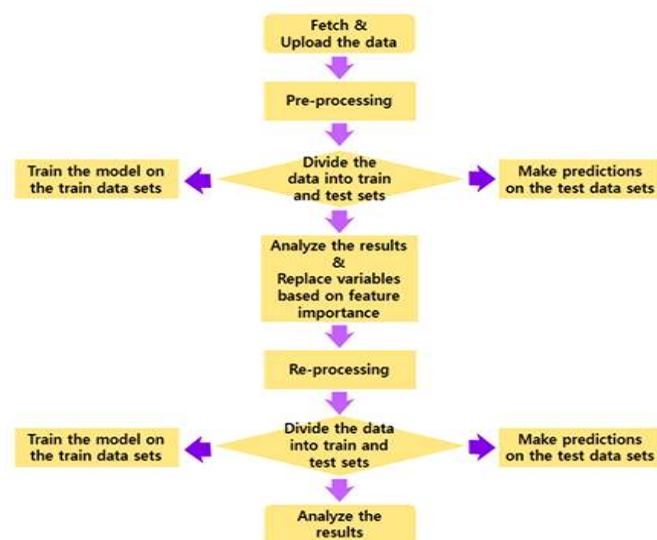 Fetch &
Upload the data
Pre-processing
Divide the
data into train
and test sets
Train the model on
the train data sets
Make predictions
on the test data sets
Analyze the results
&
Replace variables
based on feature
importance
Re-processing
Divide the data
into train and
test sets
Train the model on
the train data sets
Make predictions
on the test data sets
Analyze the
results